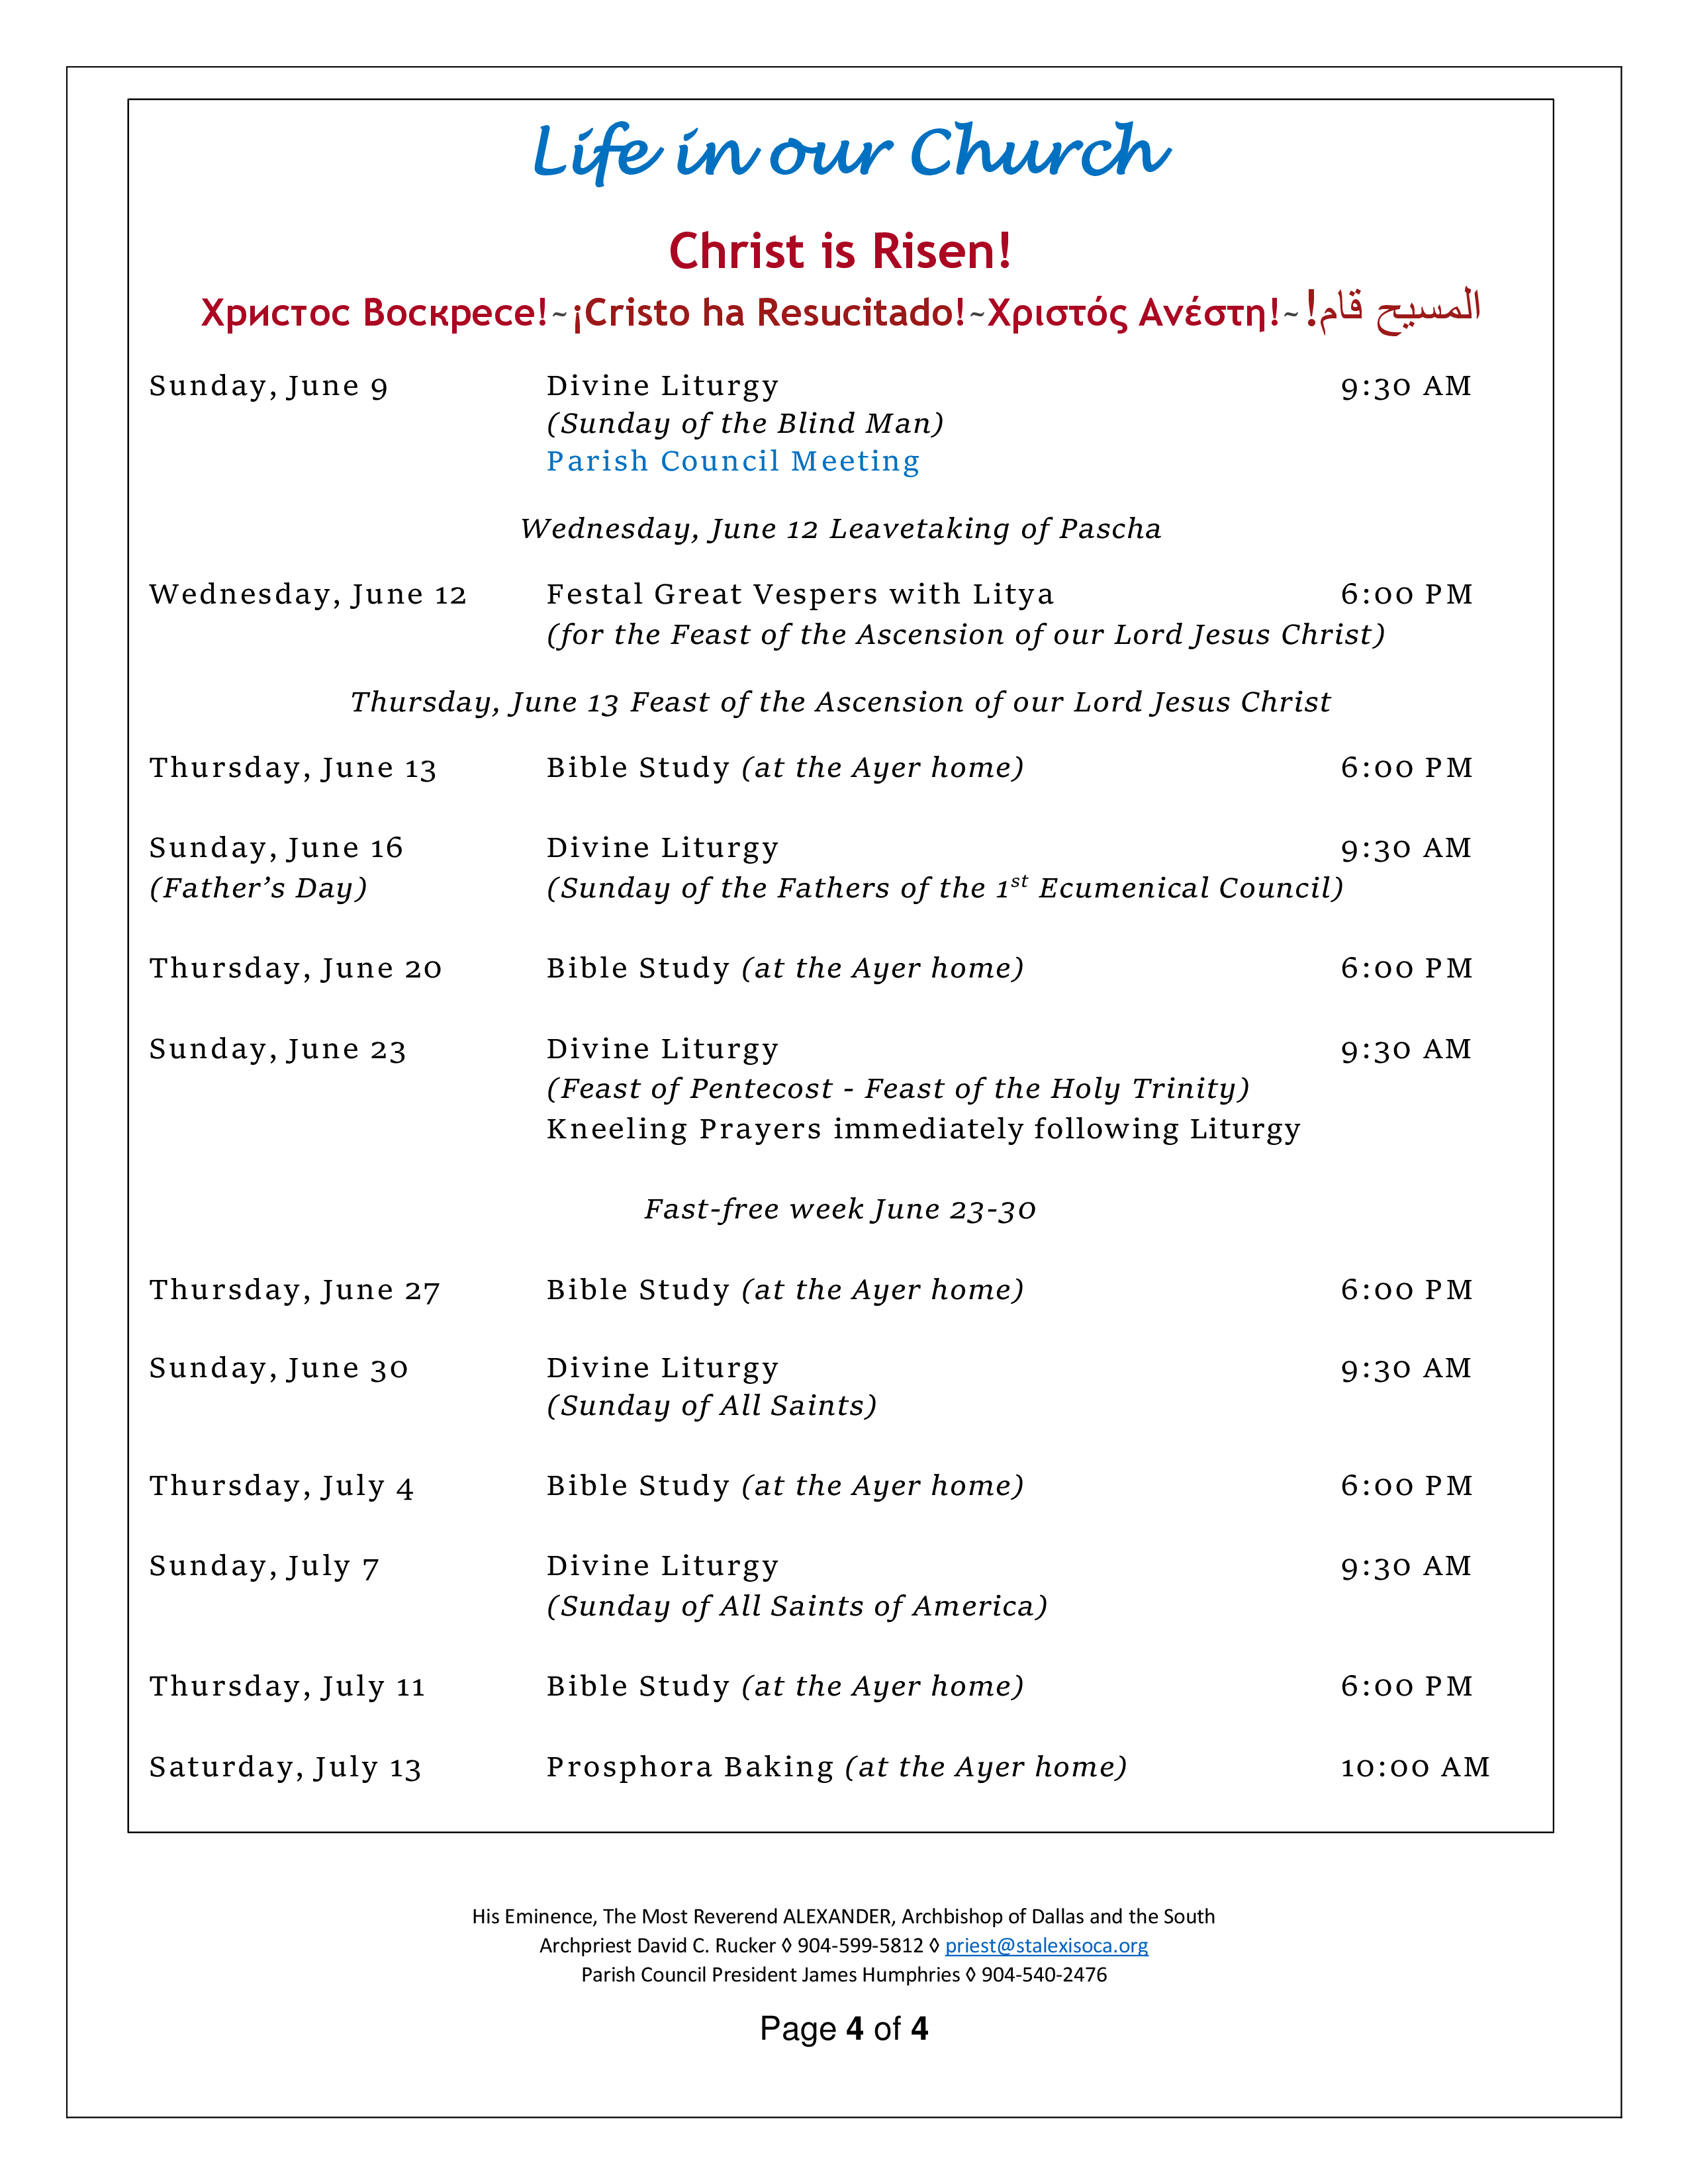 Life in our Church
Christ is Risen!
Христос Воскресе!~¡Cristo ha Resucitado!~Χριστός Ανέστη!~المسيح قام!
Sunday, June 9 Divine Liturgy 9:30 AM
(Sunday of the Blind Man)
Parish Council Meeting
Wednesday, June 12 Leavetaking of Pascha
Wednesday, June 12 Festal Great Vespers with Litya 6:00 PM
(for the Feast of the Ascension of our Lord Jesus Christ)
Thursday, June 13 Feast of the Ascension of our Lord Jesus Christ
Thursday, June 13 Bible Study (at the Ayer home) 6:00 PM
Sunday, June 16 Divine Liturgy 9:30 AM
(Father’s Day) (Sunday of the Fathers of the 1st Ecumenical Council)
Thursday, June 20 Bible Study (at the Ayer home) 6:00 PM
Sunday, June 23 Divine Liturgy 9:30 AM
(Feast of Pentecost - Feast of the Holy Trinity)
Kneeling Prayers immediately following Liturgy
Fast-free week June 23-30
Thursday, June 27 Bible Study (at the Ayer home) 6:00 PM
Sunday, June 30 Divine Liturgy 9:30 AM
(Sunday of All Saints)
Thursday, July 4 Bible Study (at the Ayer home) 6:00 PM
Sunday, July 7 Divine Liturgy 9:30 AM
(Sunday of All Saints of America)
Thursday, July 11 Bible Study (at the Ayer home) 6:00 PM
Saturday, July 13 Prosphora Baking (at the Ayer home) 10:00 AM
His Eminence, The Most Reverend ALEXANDER, Archbishop of Dallas and the South
Archpriest David C. Rucker ◊ 904-599-5812 ◊ priest@stalexisoca.org
Parish Council President James Humphries ◊ 904-540-2476
Page 4 of 4